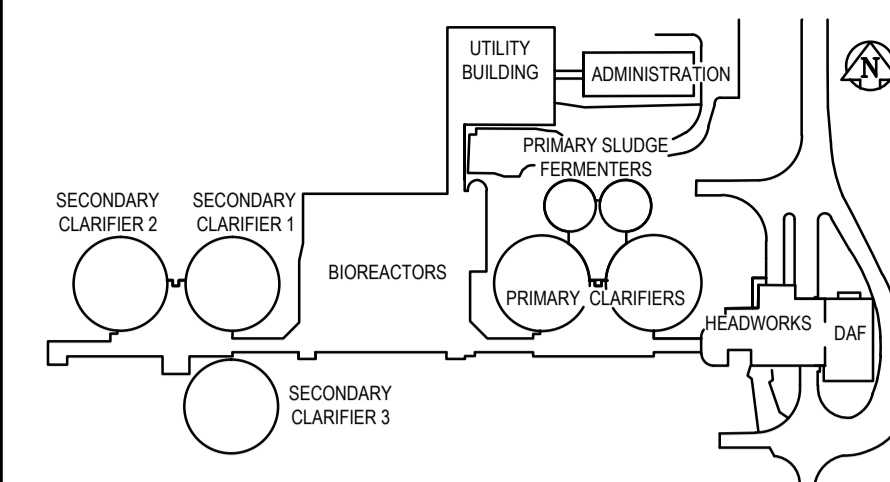 UTILITY
BUILDING
ADMINISTRATION
N
PRIMARY SLUDGE
FERMENTERS
SECONDARY
CLARIFIER 2
SECONDARY
CLARIFIER 1
BIOREACTORS
PRIMARY CLARIFIERS
HEADWORKS
DAF
SECONDARY
CLARIFIER 3